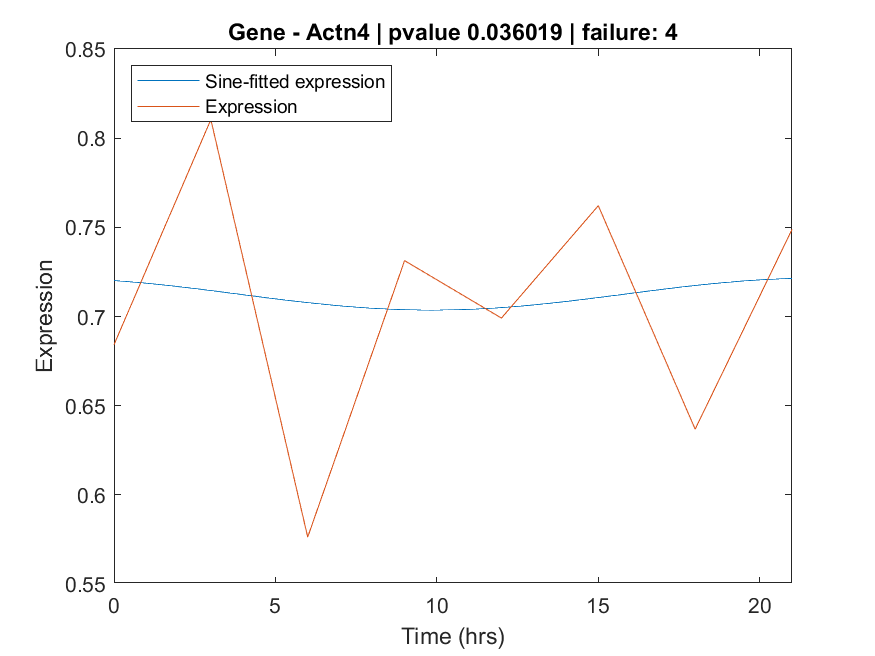 Gene - Actn4 | pvalue 0.036019 | failure: 4
0.85
0.8
0.75
0.7
0.65
0.6
0.55
Expression
Sine-fitted expression
Expression
0 5 10 15 20
Time (hrs)